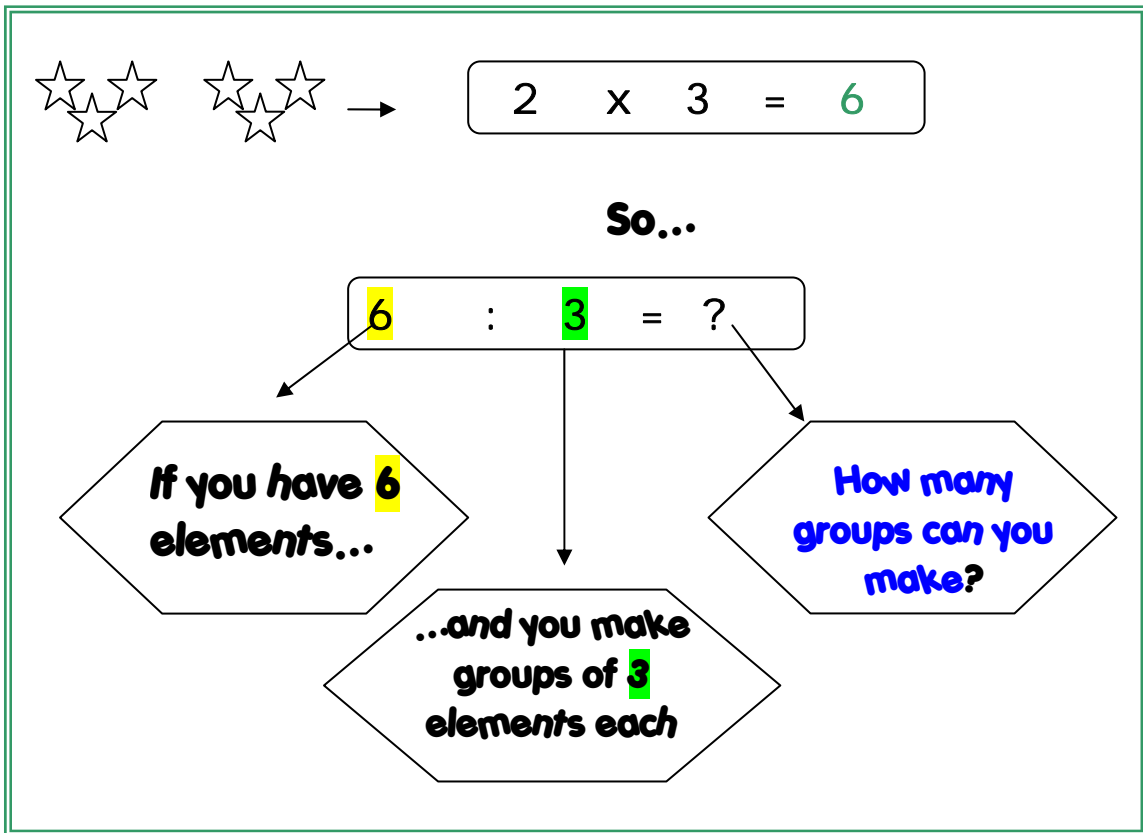 2 x 3 = 6
So...
6 : 3 = ?
If you have 6
elements...
...and you make
groups of 3
elements each
How many
groups can you
make?